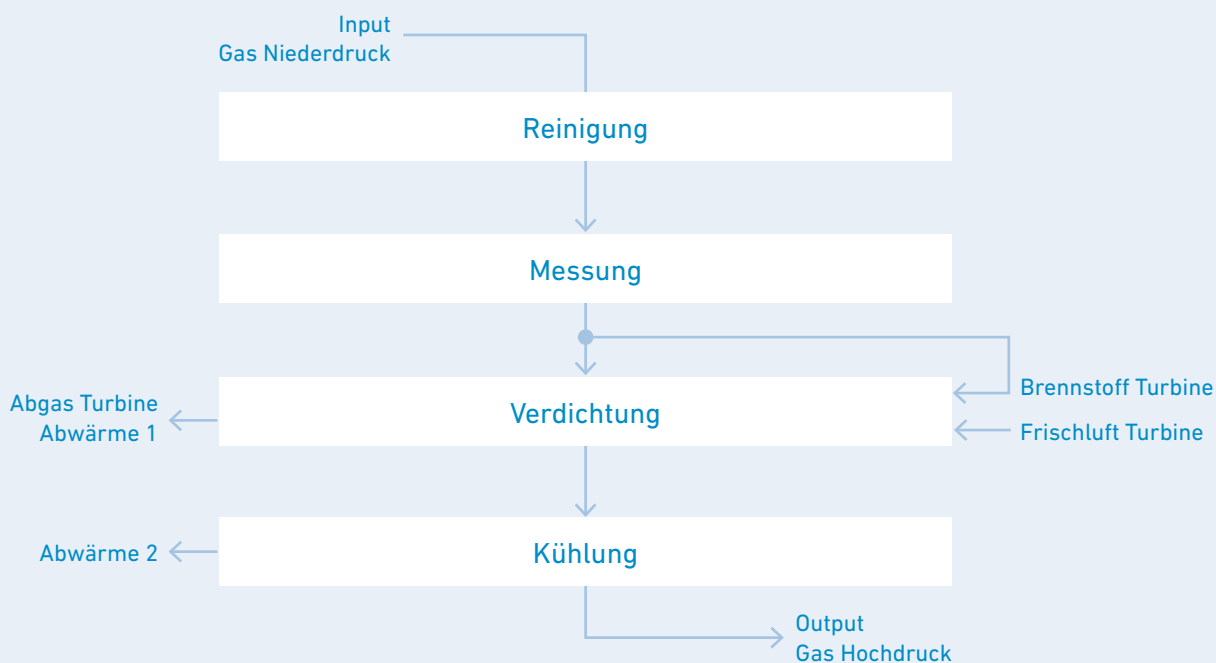 Input
Gas Niederdruck
Reinigung
Messung
Brennstoff Turbine
Abgas Turbine
Abwärme 1
Verdichtung
Frischluft Turbine
Abwärme 2
Kühlung
Output
Gas Hochdruck